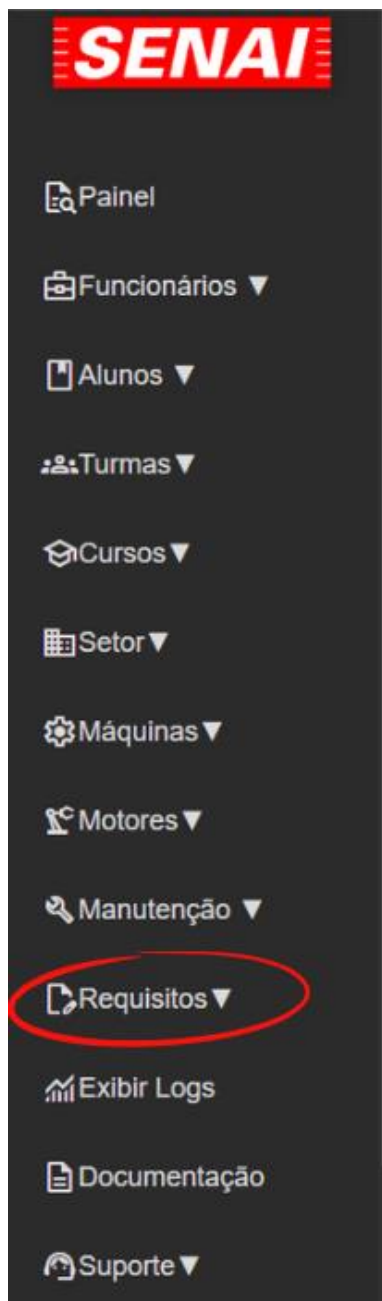 SENAI
Painel
Funcionários ▼
Alunos ▼
Turmas▼
Cursos▼
Setor▼
Máquinas▼
Motores▼
Manutenção ▼
Requisitos▼
Exibir Logs
Documentação
Suporte▼